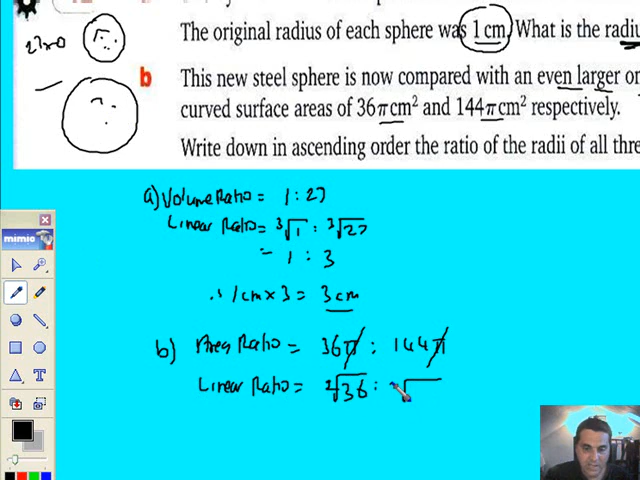 The original radius of each sphere was 1 cm. What is the radiu
b This new steel sphere is now compared with an even larger on
curved surface areas of 36πcm² and 144πcm² respectively.
Write down in ascending order the ratio of the radii of all thre
a) Volume Ratio = 1 : 27
Linear Ratio = ³√1 : ³√27
= 1 : 3
∴ 1cm × 3 = 3cm
b) Area Ratio = 36π : 144π
Linear Ratio = ²√36 : ²√
mimio
A